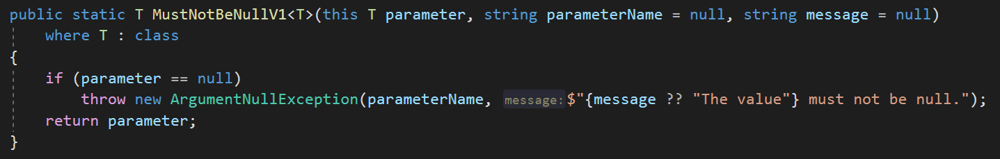 public static T MustNotBeNullV1<T>(this T parameter, string parameterName = null, string message = null)
    where T : class
{
    if (parameter == null)
        throw new ArgumentNullException(parameterName, message: $"{message ?? "The value"} must not be null.");
    return parameter;
}